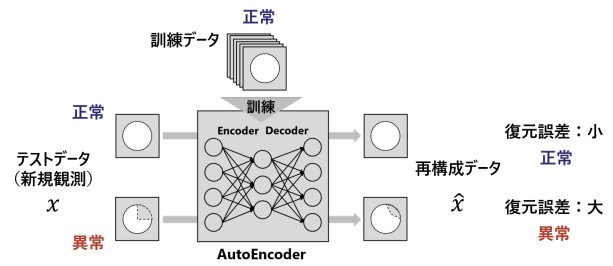 正常
訓練データ
訓練
正常
Encoder Decoder
復元誤差：小
正常
テストデータ
（新規観測）
x
再構成データ
x̂
復元誤差：大
異常
異常
AutoEncoder